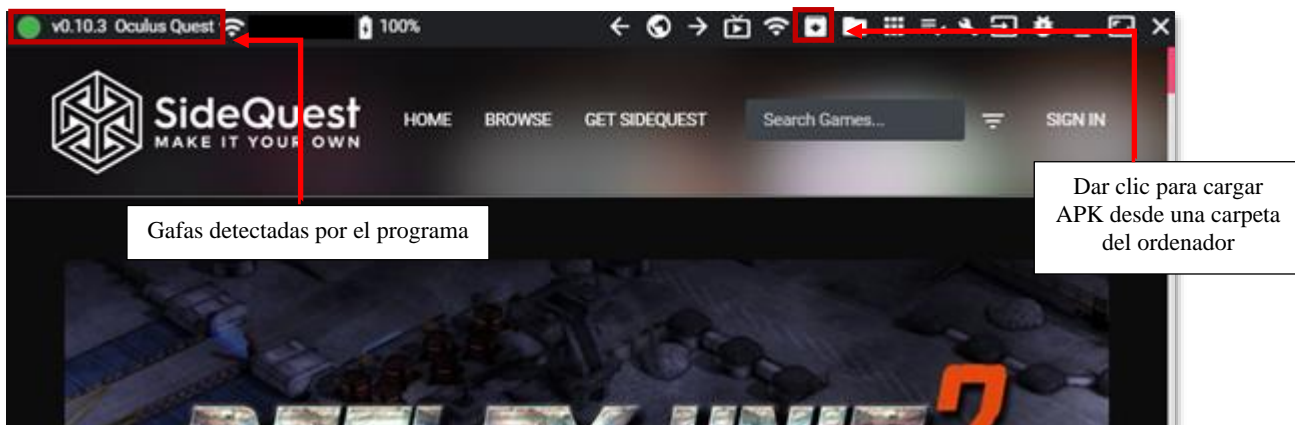 v0.10.3 Oculus Quest 100%
SideQuest
MAKE IT YOUR OWN
HOME BROWSE GET SIDEQUEST Search Games... SIGN IN
Gafas detectadas por el programa
Dar clic para cargar
APK desde una carpeta
del ordenador